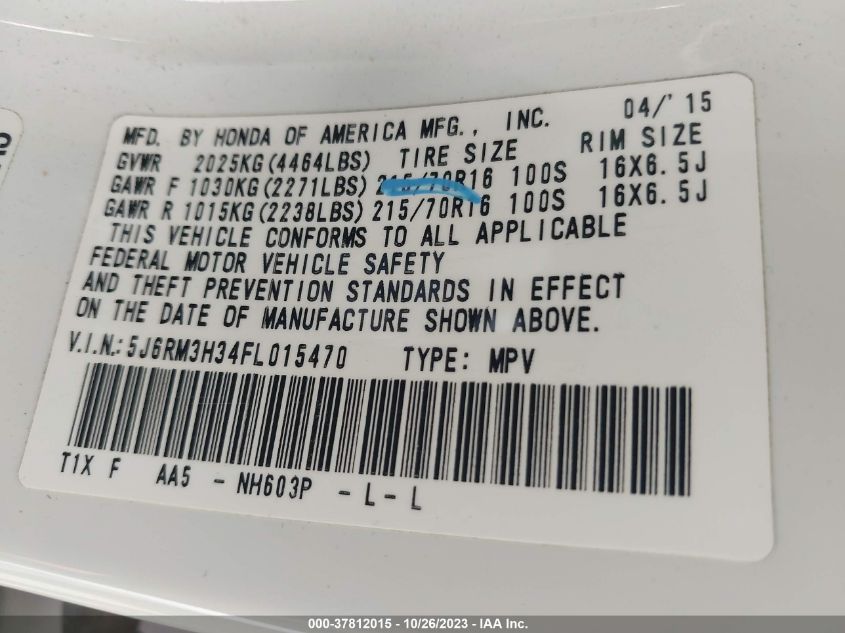 04/'15
MFD. BY HONDA OF AMERICA MFG., INC.
GVWR 2025KG(4464LBS) TIRE SIZE RIM SIZE
GAWR F 1030KG(2271LBS) 215/70R16 100S 16X6.5J
GAWR R 1015KG(2238LBS) 215/70R16 100S 16X6.5J
THIS VEHICLE CONFORMS TO ALL APPLICABLE
FEDERAL MOTOR VEHICLE SAFETY
AND THEFT PREVENTION STANDARDS IN EFFECT
ON THE DATE OF MANUFACTURE SHOWN ABOVE.
V.I.N.: 5J6RM3H34FL015470 TYPE: MPV
T1X F AA5 - NH603P - L - L
000-37812015 - 10/26/2023 - IAA Inc.